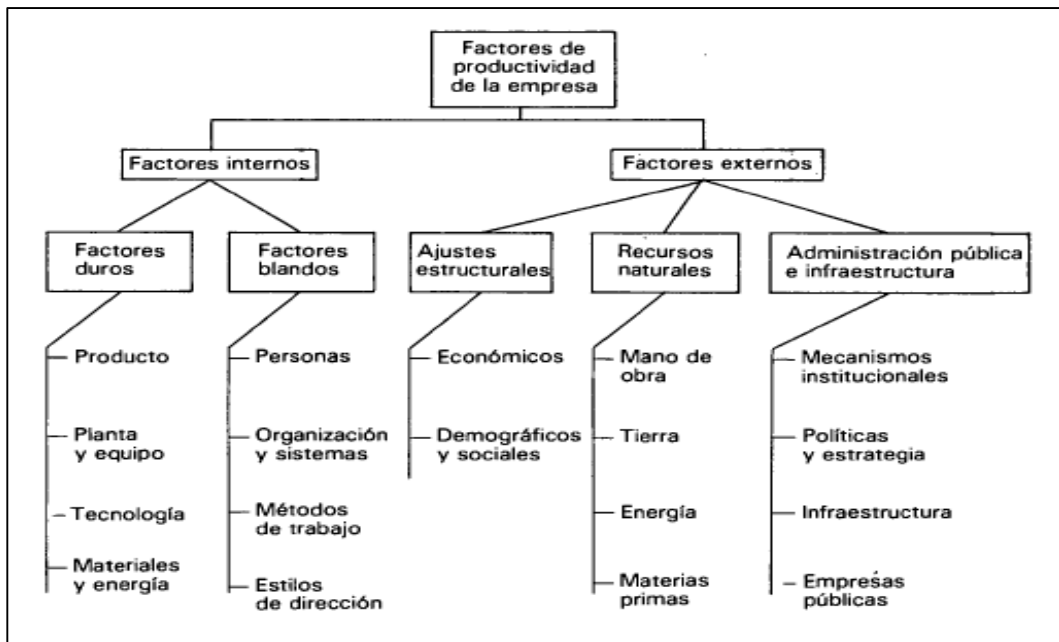 Factores de
productividad
de la empresa
Factores internos
Factores externos
Factores
duros
Factores
blandos
Ajustes
estructurales
Recursos
naturales
Administración pública
e infraestructura
Producto
Planta
y equipo
Tecnología
Materiales
y energía
Personas
Organización
y sistemas
Métodos
de trabajo
Estilos
de dirección
Económicos
Demográficos
y sociales
Mano de
obra
Tierra
Energía
Materias
primas
Mecanismos
institucionales
Políticas
y estrategia
Infraestructura
Empresas
públicas